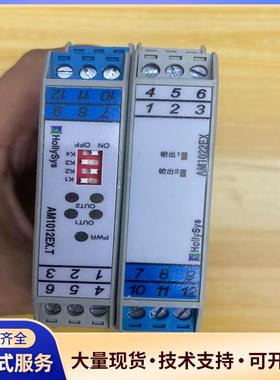 12 11 10
9 8 7
HollySys
ON OFF
K4
K3
K2
K1
OUT2
OUT1
PWR
AM1012EX.T
3 2 1
6 5 4
4 5 6
1 2 3
输出1
输出2
AM1022EX
HollySys
7 8 9
10 11 12
齐全
式服务
大量现货·技术支持·可开